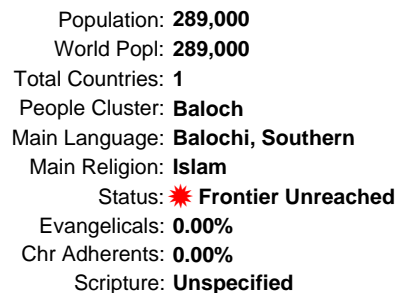 Population: 289,000
World Popl: 289,000
Total Countries: 1
People Cluster: Baloch
Main Language: Balochi, Southern
Main Religion: Islam
Status: Frontier Unreached
Evangelicals: 0.00%
Chr Adherents: 0.00%
Scripture: Unspecified